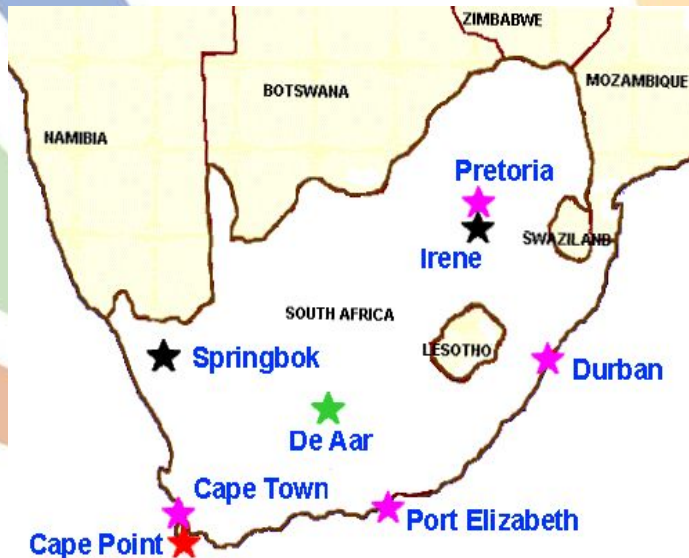 ZIMBABWE
BOTSWANA
MOZAMBIQUE
NAMIBIA
Pretoria
SWAZILAND
Irene
SOUTH AFRICA
LESOTHO
Springbok
Durban
De Aar
Cape Town
Port Elizabeth
Cape Point